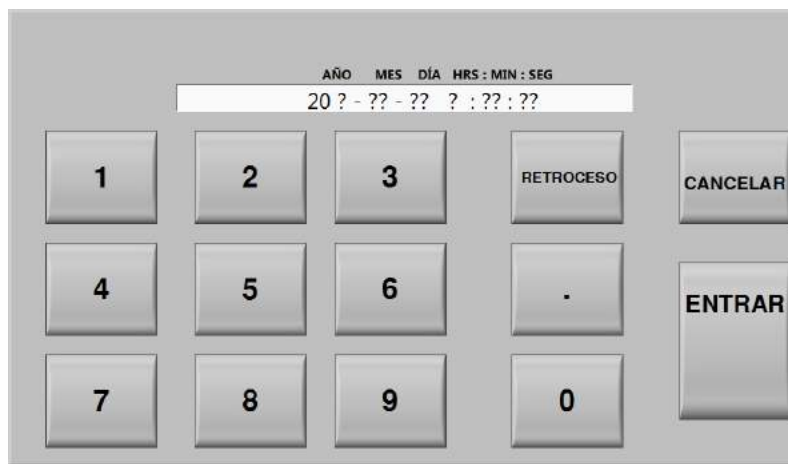 AÑO MES DÍA HRS : MIN : SEG
20 ? - ?? - ?? ? : ?? : ??
1 2 3 RETROCESO CANCELAR
4 5 6 . ENTRAR
7 8 9 0